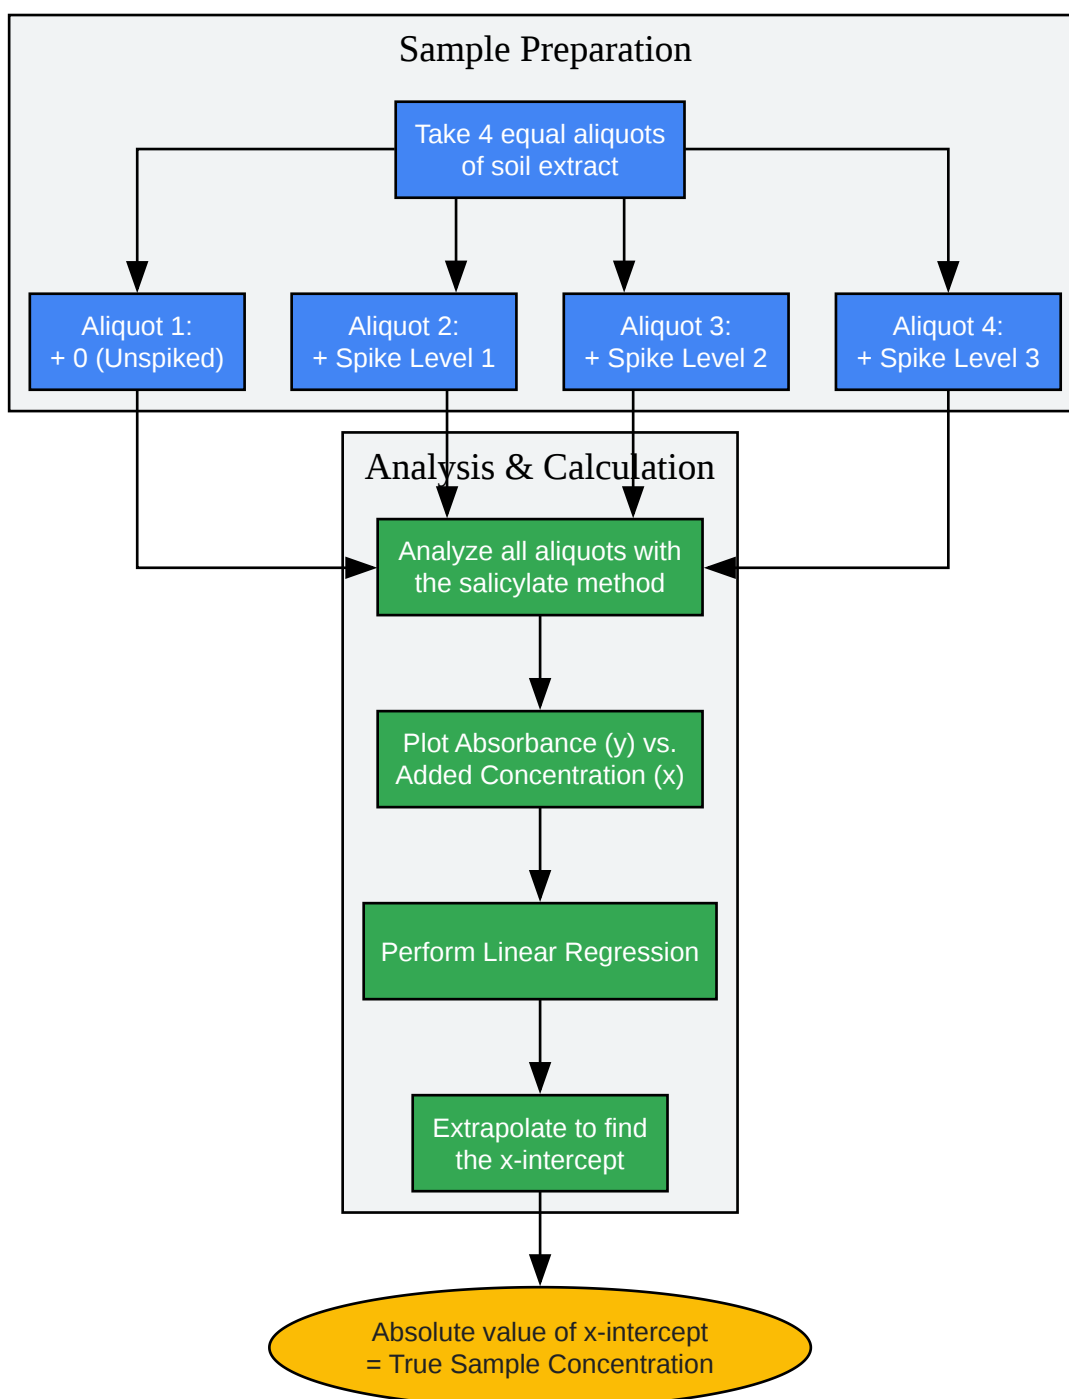 Sample Preparation
Take 4 equal aliquots
of soil extract
Aliquot 1:
+ 0 (Unspiked)
Aliquot 2:
+ Spike Level 1
Aliquot 3:
+ Spike Level 2
Aliquot 4:
+ Spike Level 3
Analysis & Calculation
Analyze all aliquots with
the salicylate method
Plot Absorbance (y) vs.
Added Concentration (x)
Perform Linear Regression
Extrapolate to find
the x-intercept
Absolute value of x-intercept
= True Sample Concentration